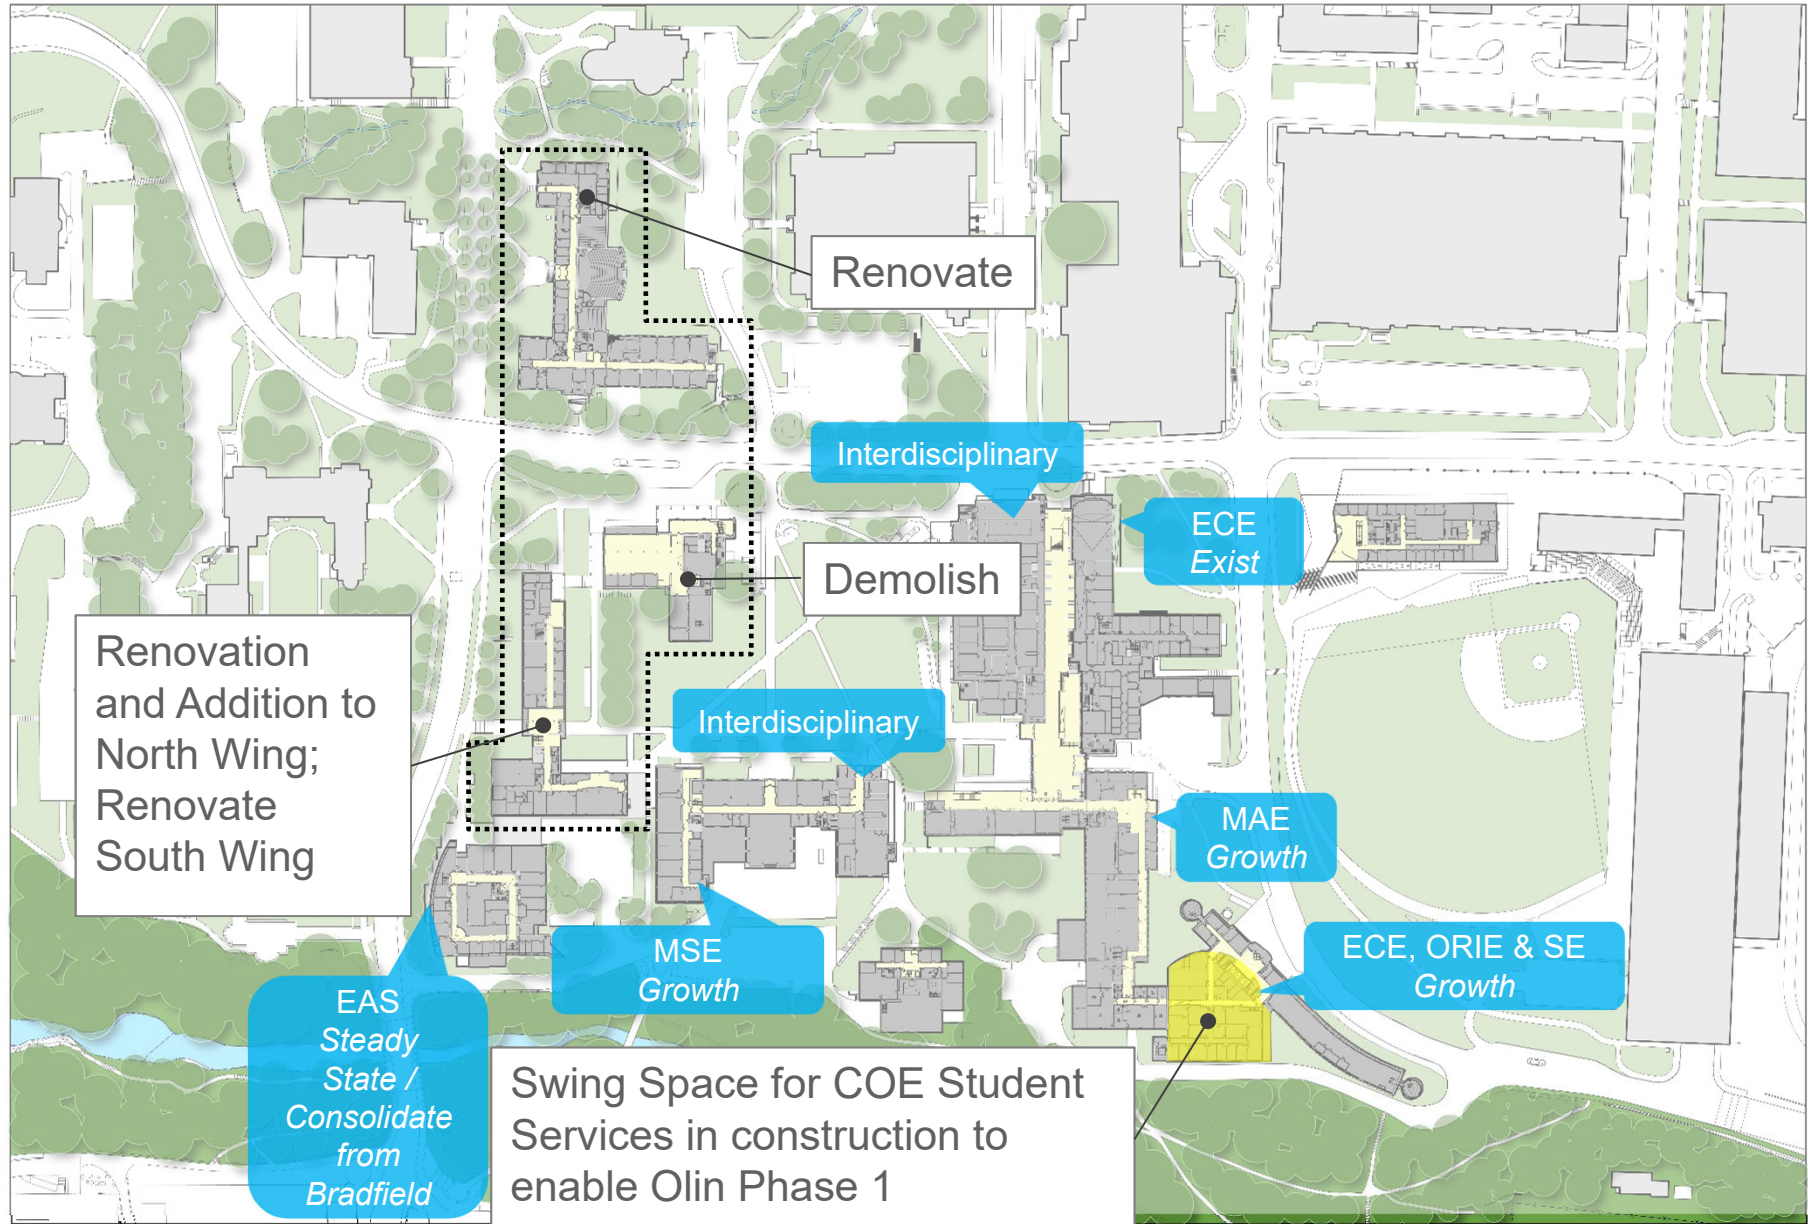 Renovate
Interdisciplinary
ECE
Exist
Demolish
Renovation
and Addition to
North Wing;
Renovate
South Wing
Interdisciplinary
MAE
Growth
MSE
Growth
ECE, ORIE & SE
Growth
EAS
Steady
State /
Consolidate
from
Bradfield
Swing Space for COE Student
Services in construction to
enable Olin Phase 1